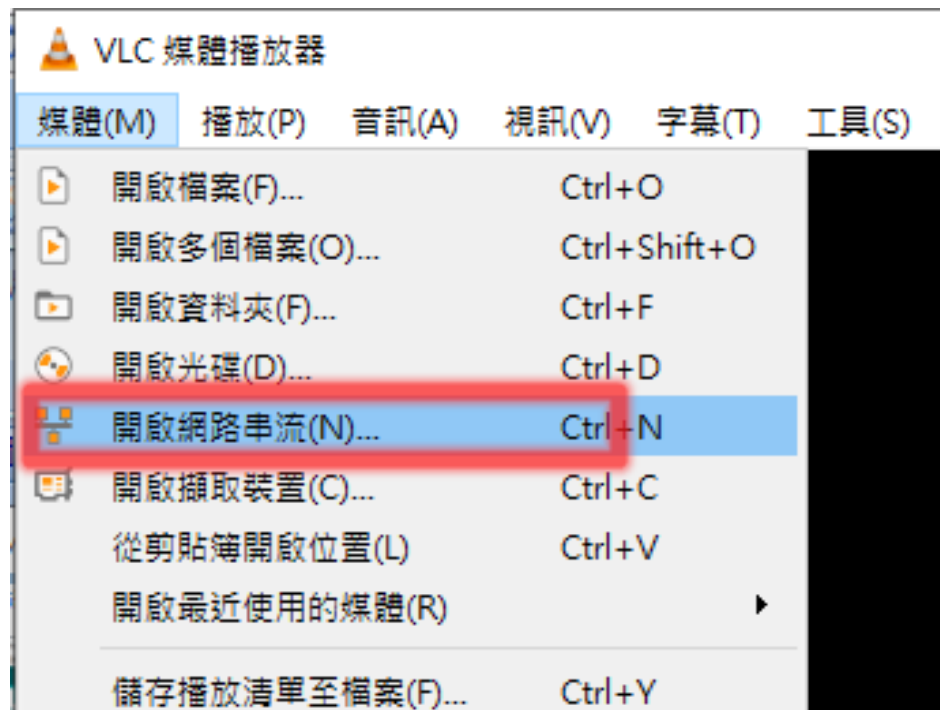 VLC 媒體播放器
媒體(M) 播放(P) 音訊(A) 視訊(V) 字幕(T) 工具(S)
開啟檔案(F)... Ctrl+O
開啟多個檔案(O)... Ctrl+Shift+O
開啟資料夾(F)... Ctrl+F
開啟光碟(D)... Ctrl+D
開啟網路串流(N)... Ctrl+N
開啟擷取裝置(C)... Ctrl+C
從剪貼簿開啟位置(L) Ctrl+V
開啟最近使用的媒體(R)
儲存播放清單至檔案(F)... Ctrl+Y